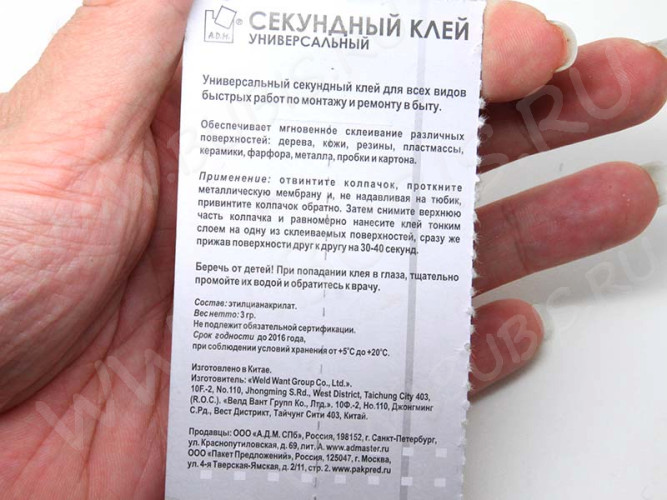 A.D.M. ® СЕКУНДНЫЙ КЛЕЙ
УНИВЕРСАЛЬНЫЙ
Универсальный секундный клей для всех видов
быстрых работ по монтажу и ремонту в быту.
Обеспечивает мгновенное склеивание различных
поверхностей: дерева, кожи, резины, пластмассы,
керамики, фарфора, металла, пробки и картона.
Применение: отвинтите колпачок, проткните
металлическую мембрану и, не надавливая на тюбик,
привинтите колпачок обратно. Затем снимите верхнюю
часть колпачка и равномерно нанесите клей тонким
слоем на одну из склеиваемых поверхностей, сразу же
прижав поверхности друг к другу на 30-40 секунд.
Беречь от детей! При попадании клея в глаза, тщательно
промойте их водой и обратитесь к врачу.
Состав: этилцианакрилат.
Вес нетто: 3 гр.
Не подлежит обязательной сертификации.
Срок годности до 2016 года,
при соблюдении условий хранения от +5°С до +20°С.
Изготовлено в Китае.
Изготовитель: «Weld Want Group Co., Ltd.».
10F.-2, No.110, Jhongming S.Rd., West District, Taichung City 403,
(R.O.C.). «Велд Вант Групп Ко., Лтд.». 10Ф.-2, Но.110, Джонгминг
С.Рд., Вест Дистрикт, Тайчунг Сити 403, Китай.
Продавцы: ООО «А.Д.М. СПб», Россия, 198152, г. Санкт-Петербург,
ул. Краснопутиловская, д.69, лит. А. www.admaster.ru
ООО «Пакет Предложений», Россия, 125047, г. Москва,
ул. 4-я Тверская-Ямская, д. 2/11, стр. 2. www.pakpred.ru